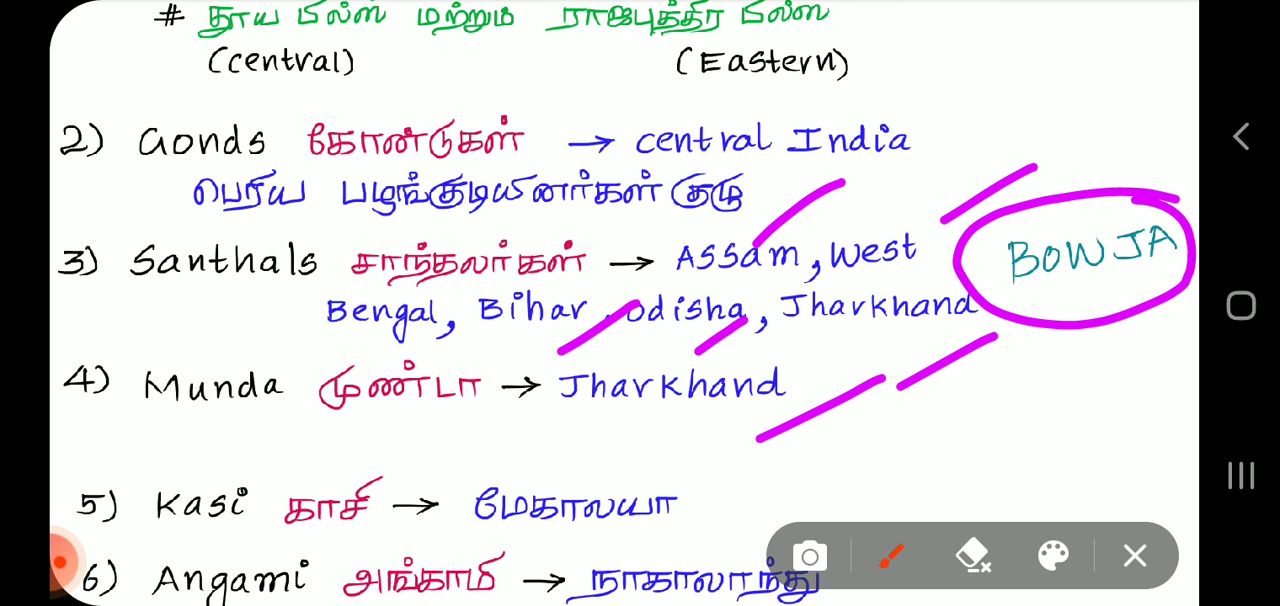 # தூய பில்ஸ் மற்றும் ராஜபுத்திர பில்ஸ்
(central) (Eastern)
2) Gonds கோண்டுகள் → central India
பெரிய பழங்குடியினர்கள் குழு
3) Santhals சாந்தலர்கள் → Assam, West
Bengal, Bihar, Odisha, Jharkhand
BOWJA
4) Munda முண்டா → Jharkhand
5) Kasi காசி → மேகாலயா
6) Angami அங்காமி → நாகாலாந்து